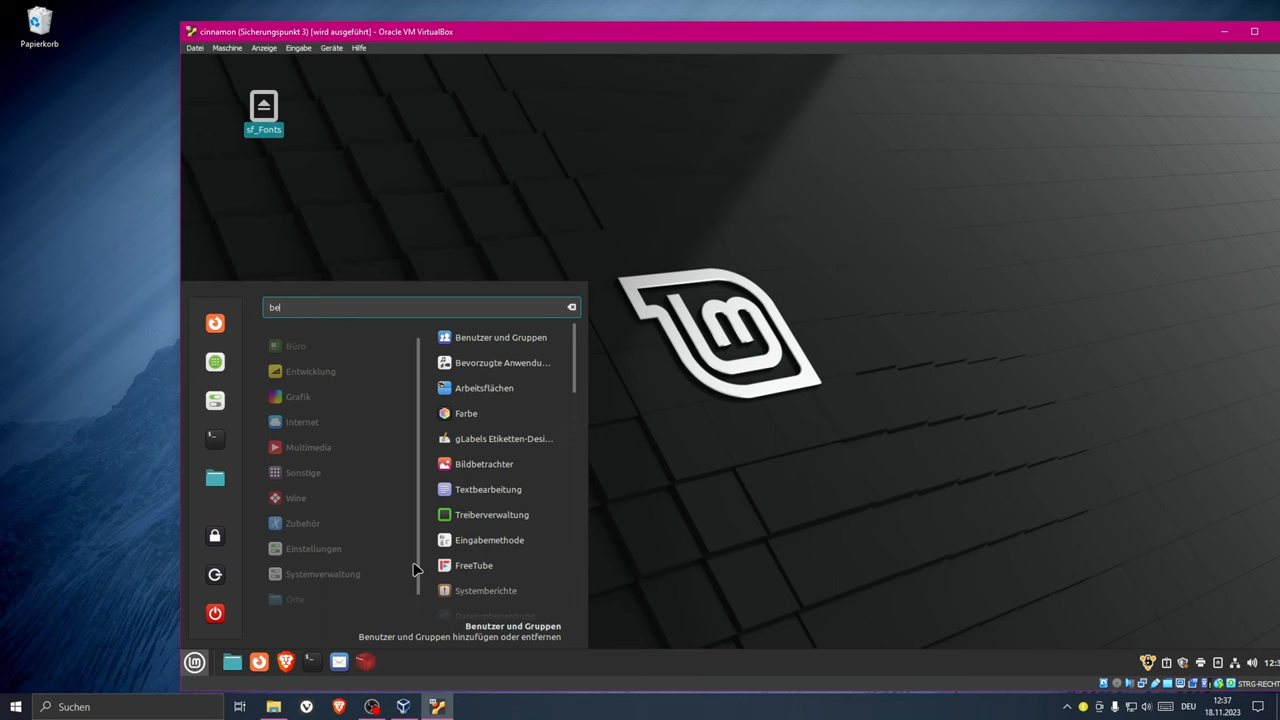 Papierkorb
cinnamon (Sicherungspunkt 3) [wird ausgeführt] - Oracle VM VirtualBox
Datei Maschine Anzeige Eingabe Geräte Hilfe
sf_Fonts
be
Büro
Entwicklung
Grafik
Internet
Multimedia
Sonstige
Wine
Zubehör
Einstellungen
Systemverwaltung
Orte
Benutzer und Gruppen
Bevorzugte Anwendu...
Arbeitsflächen
Farbe
gLabels Etiketten-Desi...
Bildbetrachter
Textbearbeitung
Treiberverwaltung
Eingabemethode
FreeTube
Systemberichte
Benutzer und Gruppen
Benutzer und Gruppen hinzufügen oder entfernen
12:3
STRG-RECHT
Suchen
DEU
12:37
18.11.2023